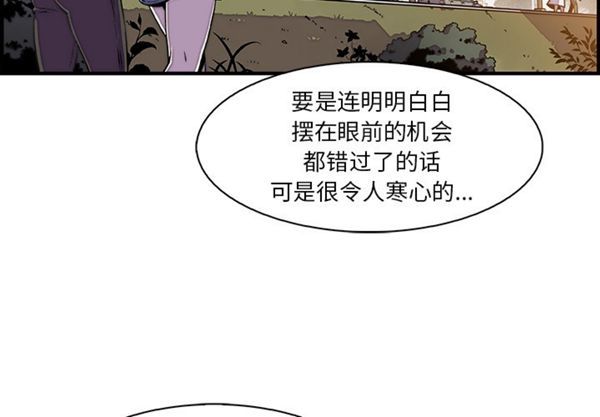 要是连明明白白
摆在眼前的机会
都错过了的话
可是很令人寒心的...